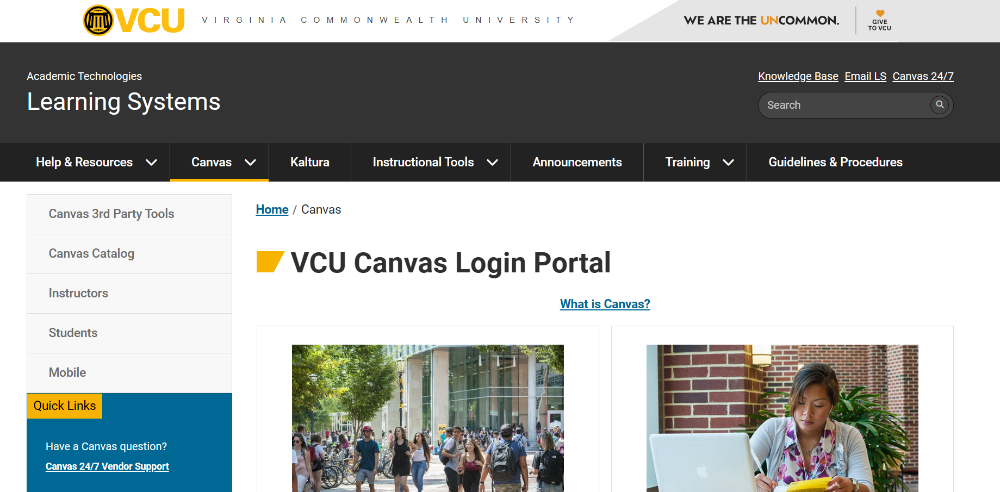 VCU VIRGINIA COMMONWEALTH UNIVERSITY
WE ARE THE UNCOMMON.
GIVE
TO VCU
Academic Technologies
Learning Systems
Knowledge Base Email LS Canvas 24/7
Search
Help & Resources Canvas Kaltura Instructional Tools Announcements Training Guidelines & Procedures
Canvas 3rd Party Tools
Canvas Catalog
Instructors
Students
Mobile
Quick Links
Have a Canvas question?
Canvas 24/7 Vendor Support
Home / Canvas
VCU Canvas Login Portal
What is Canvas?
RVA